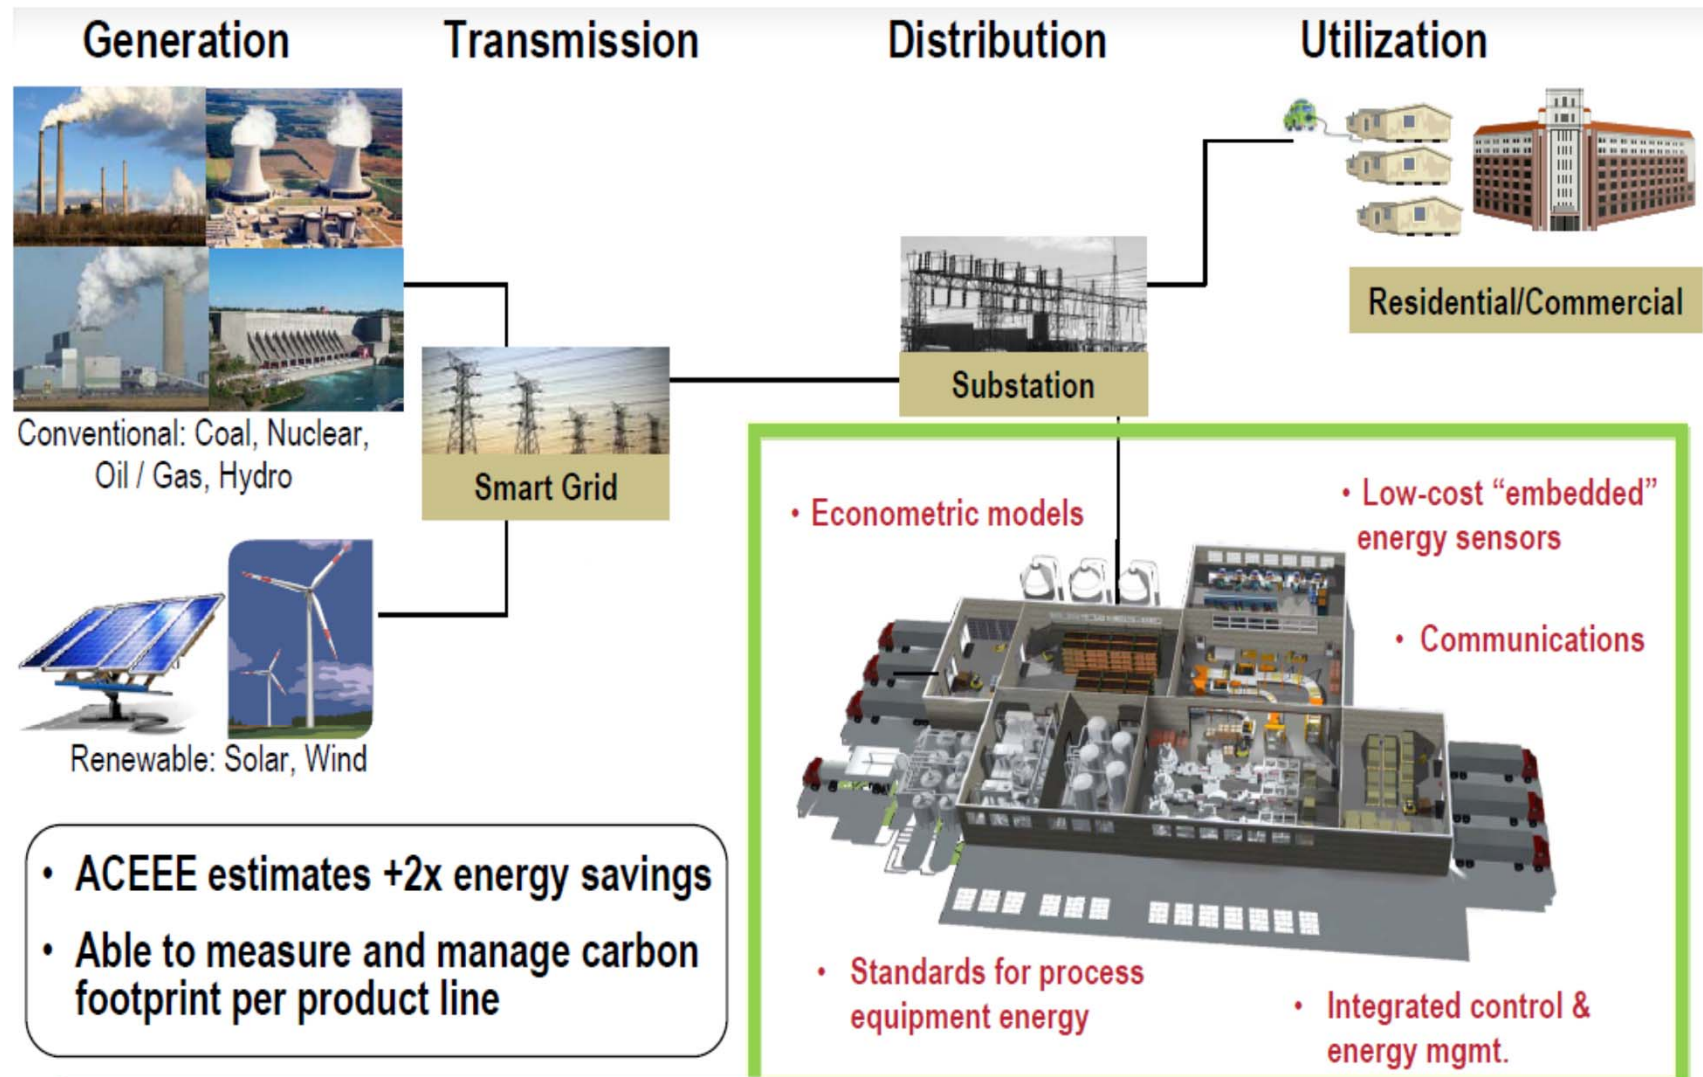 Generation
Transmission
Distribution
Utilization
Conventional: Coal, Nuclear,
Oil / Gas, Hydro
Smart Grid
Substation
Residential/Commercial
Renewable: Solar, Wind
• ACEEE estimates +2x energy savings
• Able to measure and manage carbon
footprint per product line
• Econometric models
• Low-cost “embedded”
energy sensors
• Communications
• Standards for process
equipment energy
• Integrated control &
energy mgmt.